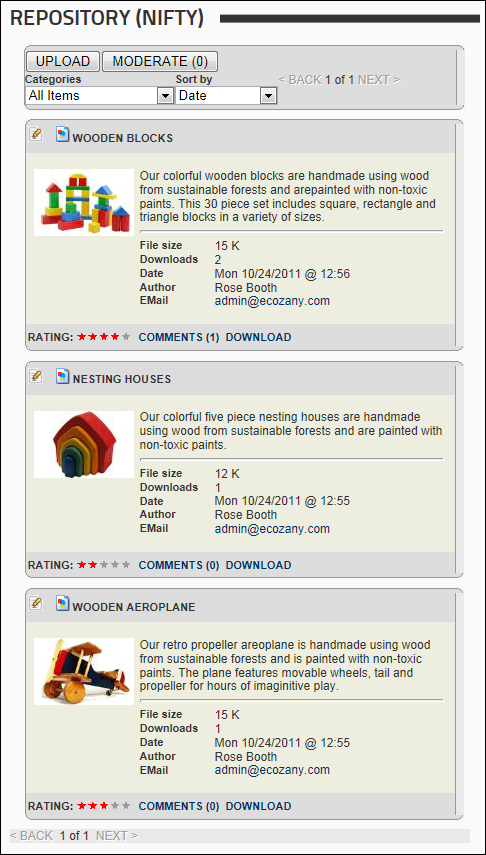 REPOSITORY (NIFTY)
UPLOAD MODERATE (0)
Categories Sort by < BACK 1 of 1 NEXT >
All Items Date
WOODEN BLOCKS
Our colorful wooden blocks are handmade using wood
from sustainable forests and arepainted with non-toxic
paints. This 30 piece set includes square, rectangle and
triangle blocks in a variety of sizes.
File size 15 K
Downloads 2
Date Mon 10/24/2011 @ 12:56
Author Rose Booth
EMail admin@ecozany.com
RATING: COMMENTS (1) DOWNLOAD
NESTING HOUSES
Our colorful five piece nesting houses are handmade
using wood from sustainable forests and are painted with
non-toxic paints.
File size 12 K
Downloads 1
Date Mon 10/24/2011 @ 12:55
Author Rose Booth
EMail admin@ecozany.com
RATING: COMMENTS (0) DOWNLOAD
WOODEN AEROPLANE
Our retro propeller areoplane is handmade using wood
from sustainable forests and is painted with non-toxic
paints. The plane features movable wheels, tail and
propeller for hours of imaginitive play.
File size 15 K
Downloads 1
Date Mon 10/24/2011 @ 12:55
Author Rose Booth
EMail admin@ecozany.com
RATING: COMMENTS (0) DOWNLOAD
< BACK 1 of 1 NEXT >